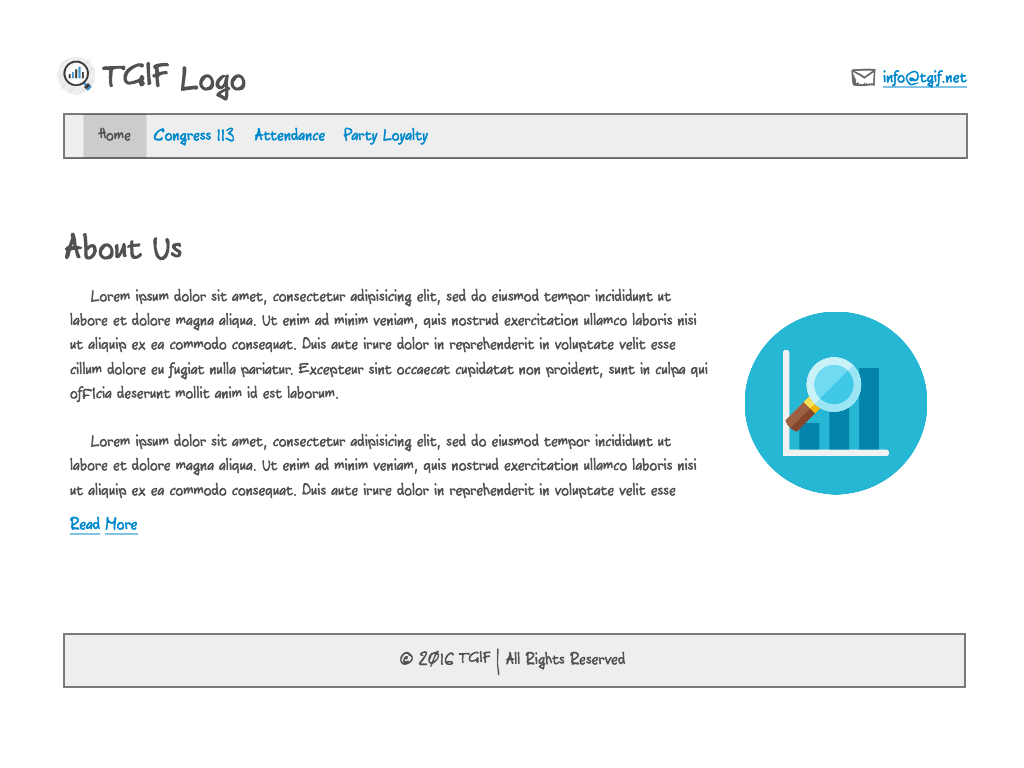 TGIF Logo
info@tgif.net
Home Congress 113 Attendance Party Loyalty
About Us
Lorem ipsum dolor sit amet, consectetur adipisicing elit, sed do eiusmod tempor incididunt ut
labore et dolore magna aliqua. Ut enim ad minim veniam, quis nostrud exercitation ullamco laboris nisi
ut aliquip ex ea commodo consequat. Duis aute irure dolor in reprehenderit in voluptate velit esse
cillum dolore eu fugiat nulla pariatur. Excepteur sint occaecat cupidatat non proident, sunt in culpa qui
ofFIcia deserunt mollit anim id est laborum.
Lorem ipsum dolor sit amet, consectetur adipisicing elit, sed do eiusmod tempor incididunt ut
labore et dolore magna aliqua. Ut enim ad minim veniam, quis nostrud exercitation ullamco laboris nisi
ut aliquip ex ea commodo consequat. Duis aute irure dolor in reprehenderit in voluptate velit esse
Read More
© 2016 TGIF | All Rights Reserved